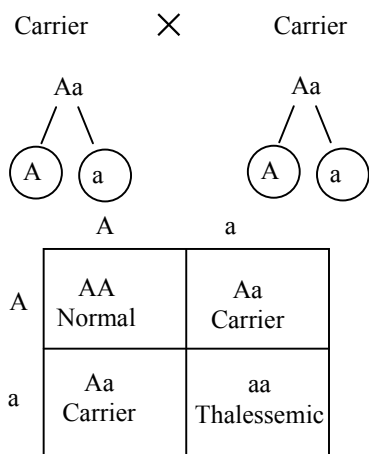 Carrier × Carrier
Aa Aa
A a A a
A a
A AA Aa
Normal Carrier
a Aa aa
Carrier Thalessemic